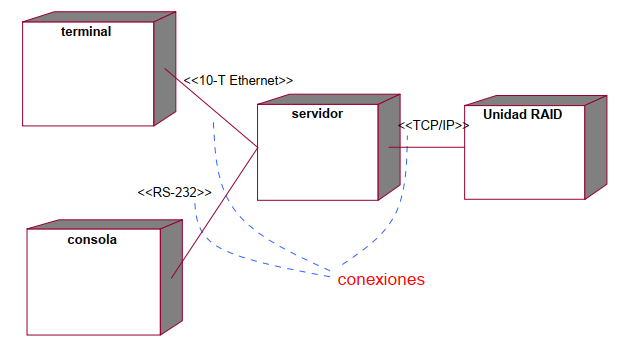 terminal
<<10-T Ethernet>>
servidor
Unidad RAID
<<TCP/IP>>
<<RS-232>>
consola
conexiones